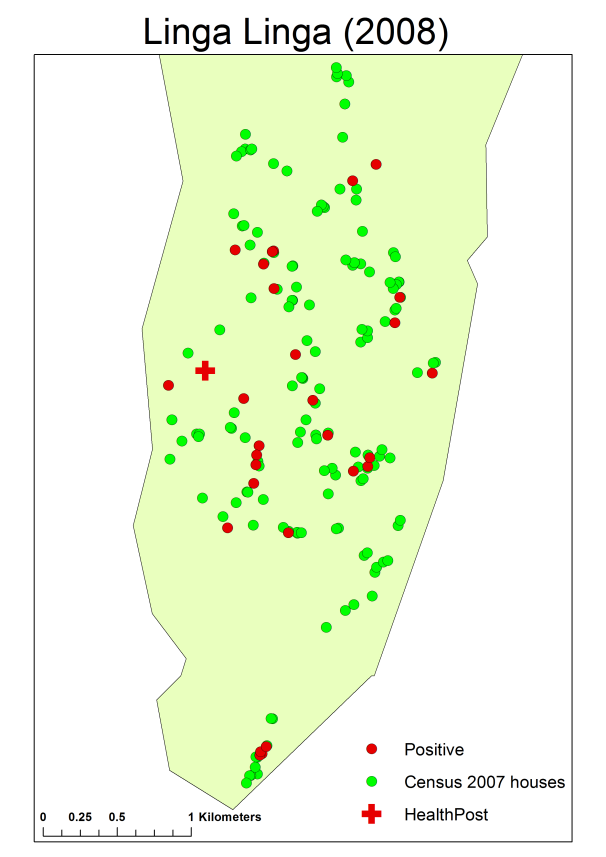 Linga Linga (2008)
Positive
Census 2007 houses
HealthPost
0 0.25 0.5 1 Kilometers